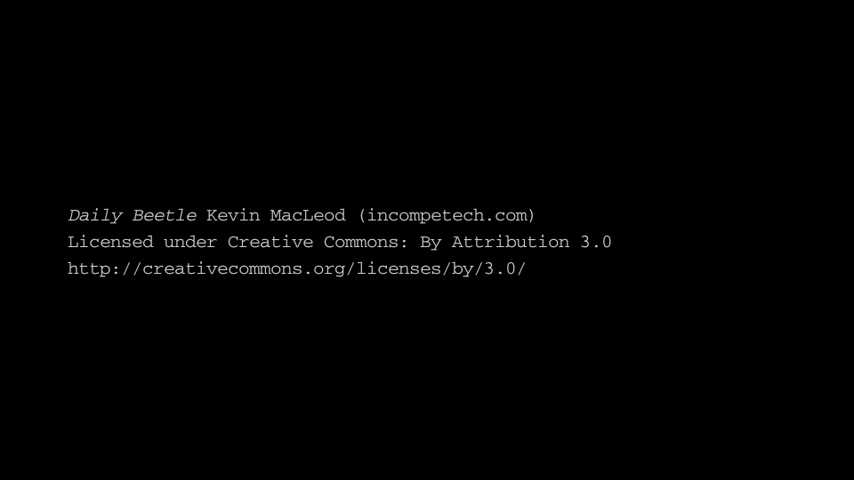 Daily Beetle Kevin MacLeod (incompetech.com)
Licensed under Creative Commons: By Attribution 3.0
http://creativecommons.org/licenses/by/3.0/